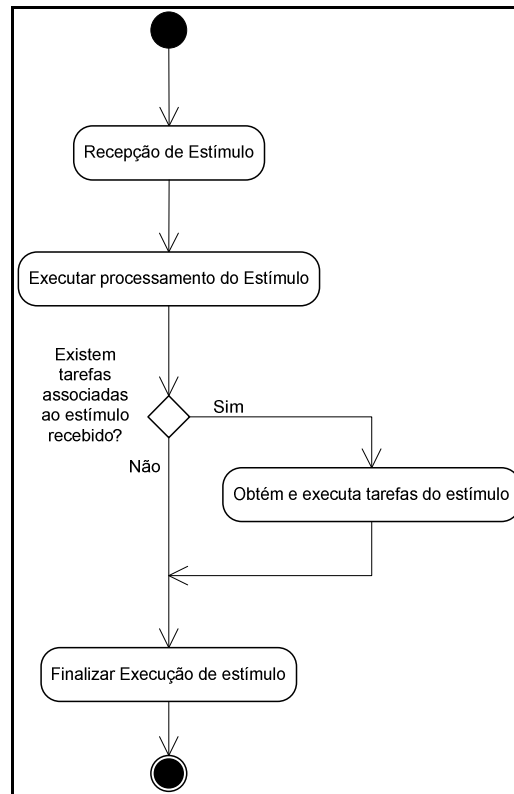 Recepção de Estímulo
Executar processamento do Estímulo
Existem
tarefas
associadas
ao estímulo
recebido?
Sim
Não
Obtém e executa tarefas do estímulo
Finalizar Execução de estímulo